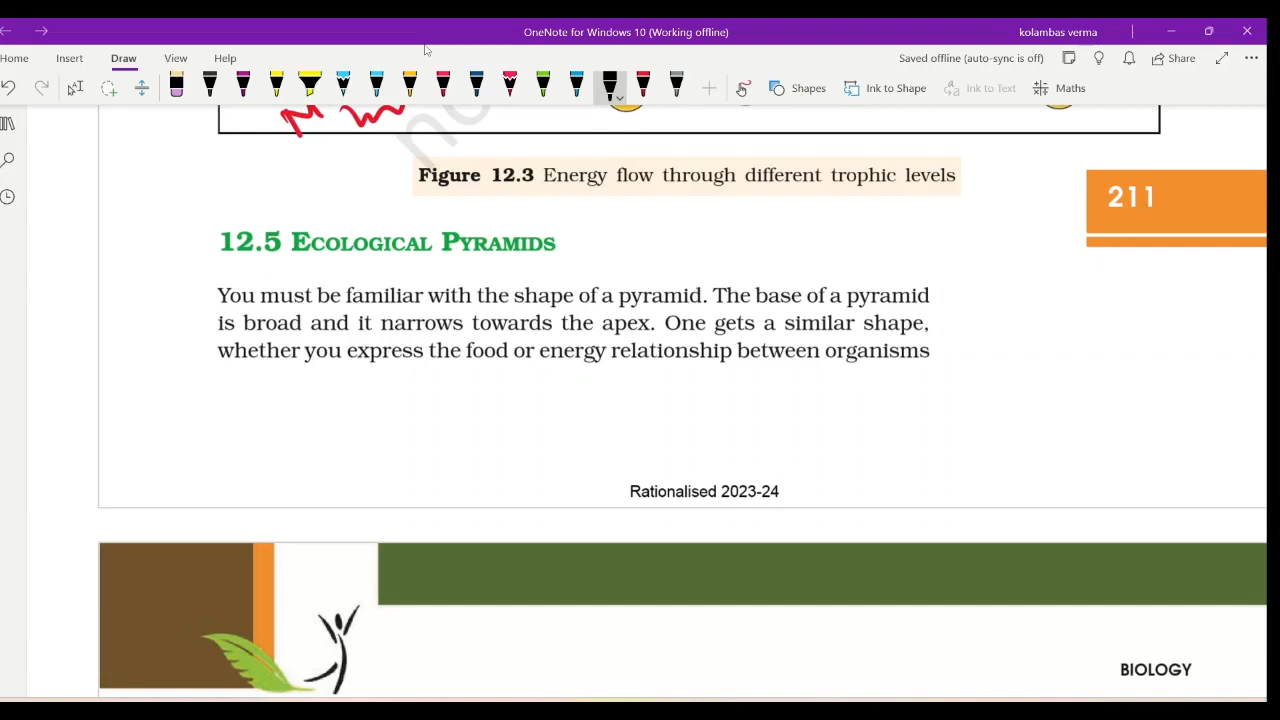 OneNote for Windows 10 (Working offline)
kolambas verma
Home Insert Draw View Help
Saved offline (auto-sync is off)
Share
Shapes
Ink to Shape
Ink to Text
Maths
Figure 12.3 Energy flow through different trophic levels
211
12.5 Ecological Pyramids
You must be familiar with the shape of a pyramid. The base of a pyramid
is broad and it narrows towards the apex. One gets a similar shape,
whether you express the food or energy relationship between organisms
Rationalised 2023-24
BIOLOGY